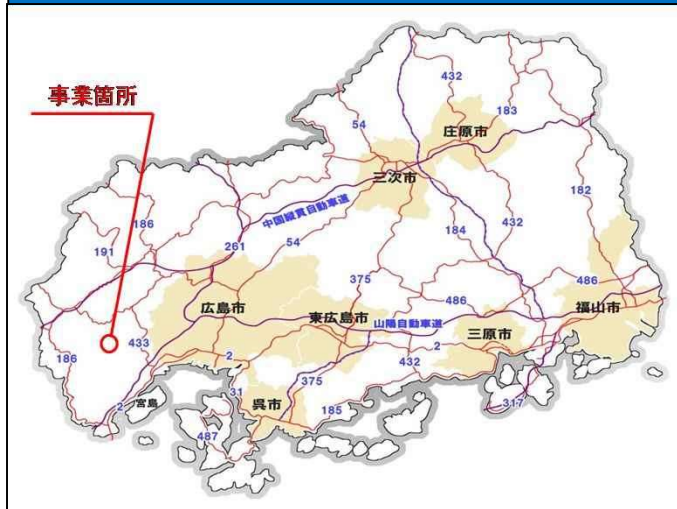 事業箇所
432
54
183
庄原市
三次市
182
中国縦貫自動車道
186
191
261
54
184
432
375
486
486
広島市
東広島市
山陽自動車道
三原市
福山市
433
186
2
2
432
2
宮島
31
呉市
375
185
317
487